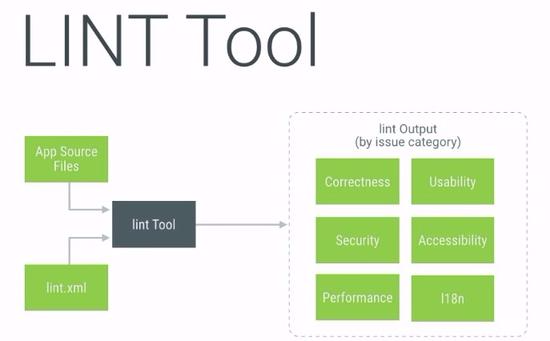 LINT Tool
App Source
Files
lint.xml
lint Tool
lint Output
(by issue category)
Correctness
Usability
Security
Accessibility
Performance
I18n